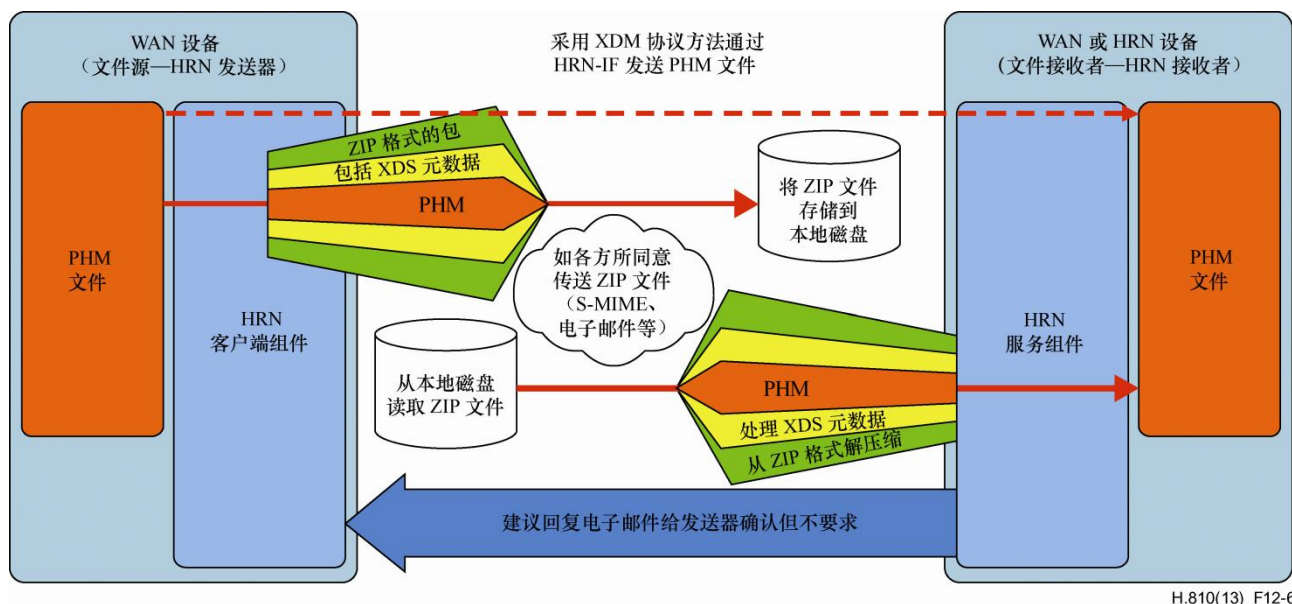 WAN 设备
（文件源—HRN 发送器）
采用 XDM 协议方法通过
HRN-IF 发送 PHM 文件
WAN 或 HRN 设备
(文件接收者—HRN 接收者）
PHM
文件
HRN
客户端组件
ZIP 格式的包
包括 XDS 元数据
PHM
将 ZIP 文件
存储到
本地磁盘
如各方所同意
传送 ZIP 文件
（S-MIME、
电子邮件等）
从本地磁盘
读取 ZIP 文件
PHM
处理 XDS 元数据
从 ZIP 格式解压缩
HRN
服务组件
PHM
文件
建议回复电子邮件给发送器确认但不要求
H.810(13)_F12-6